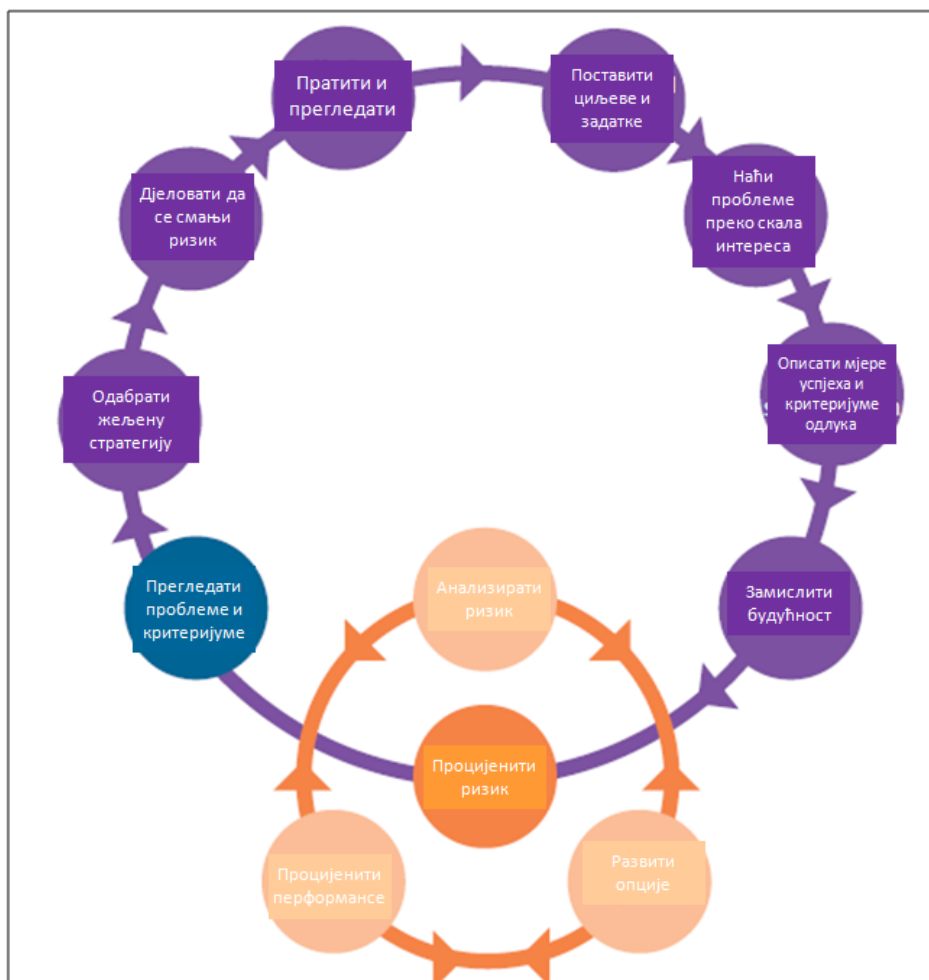 Пратити и
прегледати
Поставити
циљеве и
задатке
Наћи
проблеме
преко скала
интереса
Описати мјере
успјеха и
критеријуме
одлука
Замислити
будућност
Процијенити
ризик
Анализирати
ризик
Развити
опције
Процијенити
перформансе
Прегледати
проблеме и
критеријуме
Одабрати
жељену
стратегију
Дјеловати да
се смањи
ризик